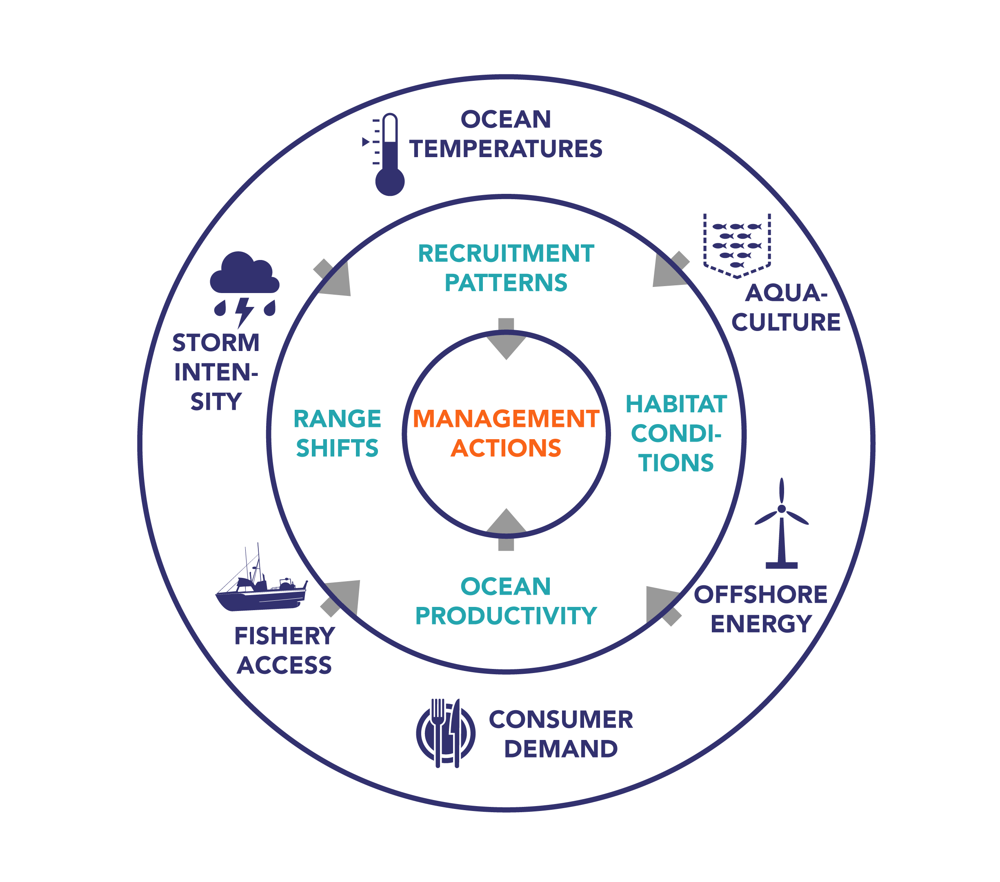 OCEAN
TEMPERATURES
AQUA-
CULTURE
OFFSHORE
ENERGY
CONSUMER
DEMAND
FISHERY
ACCESS
STORM
INTEN-
SITY
RECRUITMENT
PATTERNS
HABITAT
CONDI-
TIONS
OCEAN
PRODUCTIVITY
RANGE
SHIFTS
MANAGEMENT
ACTIONS